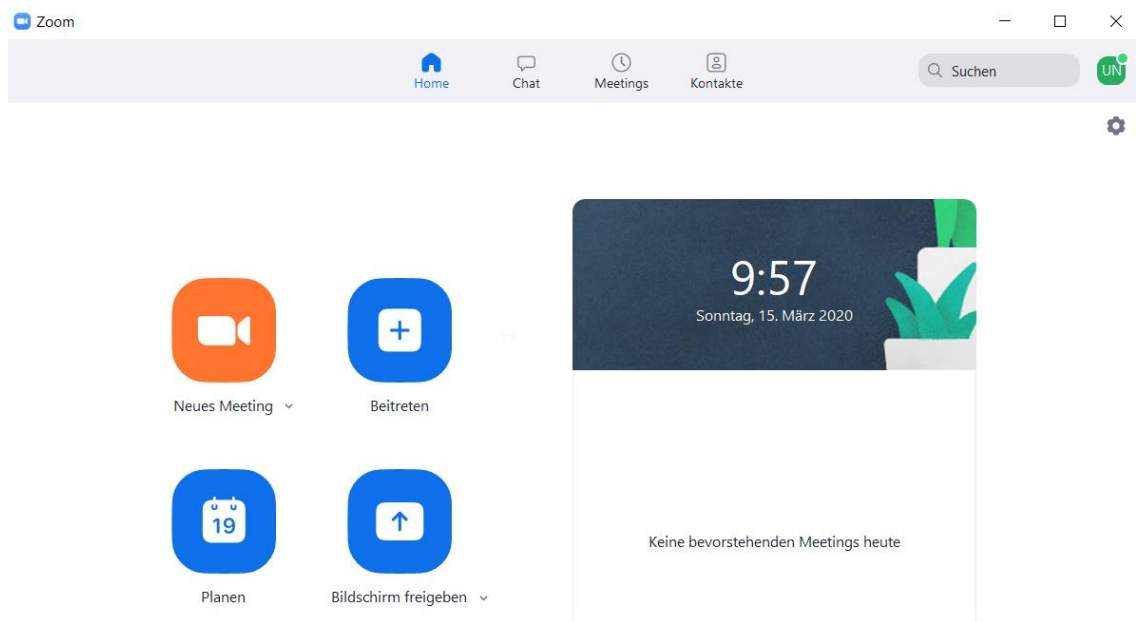 Zoom
Home
Chat
Meetings
Kontakte
Suchen
UN
9:57
Sonntag, 15. März 2020
Neues Meeting
Beitreten
19
Planen
Bildschirm freigeben
Keine bevorstehenden Meetings heute